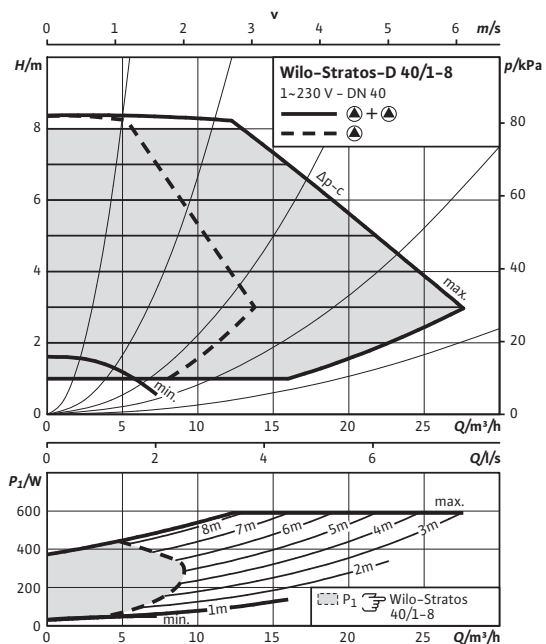 v
0 1 2 3 4 5 6 m/s
H/m p/kPa
Wilo-Stratos-D 40/1-8
1~230 V - DN 40
+
8 80
6 60
Δp-c
4 40
max.
2 20
min.
0 0
0 5 10 15 20 25 Q/m³/h
0 2 4 6 Q/l/s
P₁/W
max.
600
8m 7m 6m 5m 4m 3m
400
2m
200
1m
min.
0
P₁ Wilo-Stratos
40/1-8
0 5 10 15 20 25 Q/m³/h